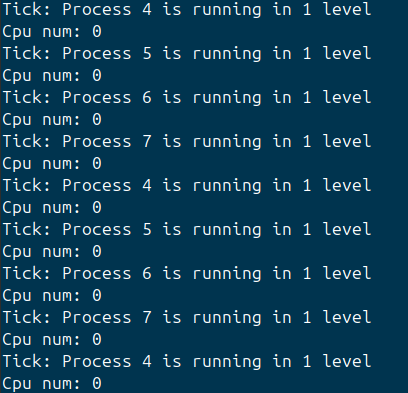 Tick: Process 4 is running in 1 level
Cpu num: 0
Tick: Process 5 is running in 1 level
Cpu num: 0
Tick: Process 6 is running in 1 level
Cpu num: 0
Tick: Process 7 is running in 1 level
Cpu num: 0
Tick: Process 4 is running in 1 level
Cpu num: 0
Tick: Process 5 is running in 1 level
Cpu num: 0
Tick: Process 6 is running in 1 level
Cpu num: 0
Tick: Process 7 is running in 1 level
Cpu num: 0
Tick: Process 4 is running in 1 level
Cpu num: 0